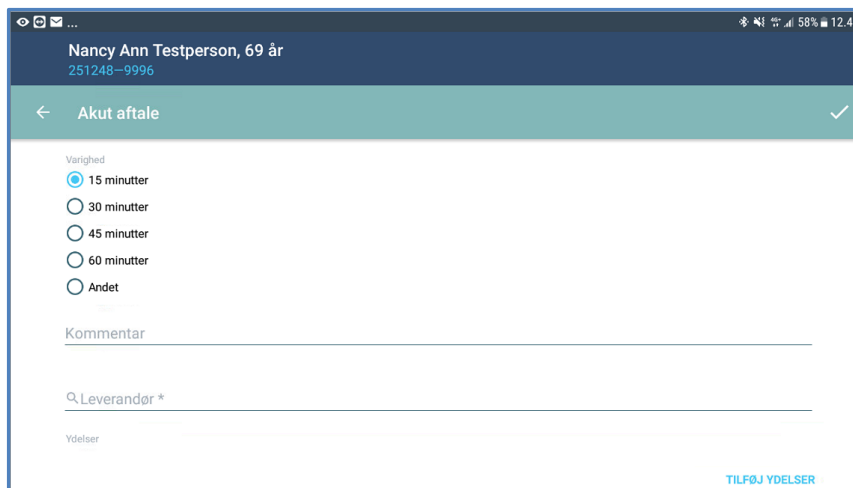 ... 58% 12.4
Nancy Ann Testperson, 69 år
251248–9996
Akut aftale
Varighed
15 minutter
30 minutter
45 minutter
60 minutter
Andet
Kommentar
Leverandør *
Ydelser
TILFØJ YDELSER